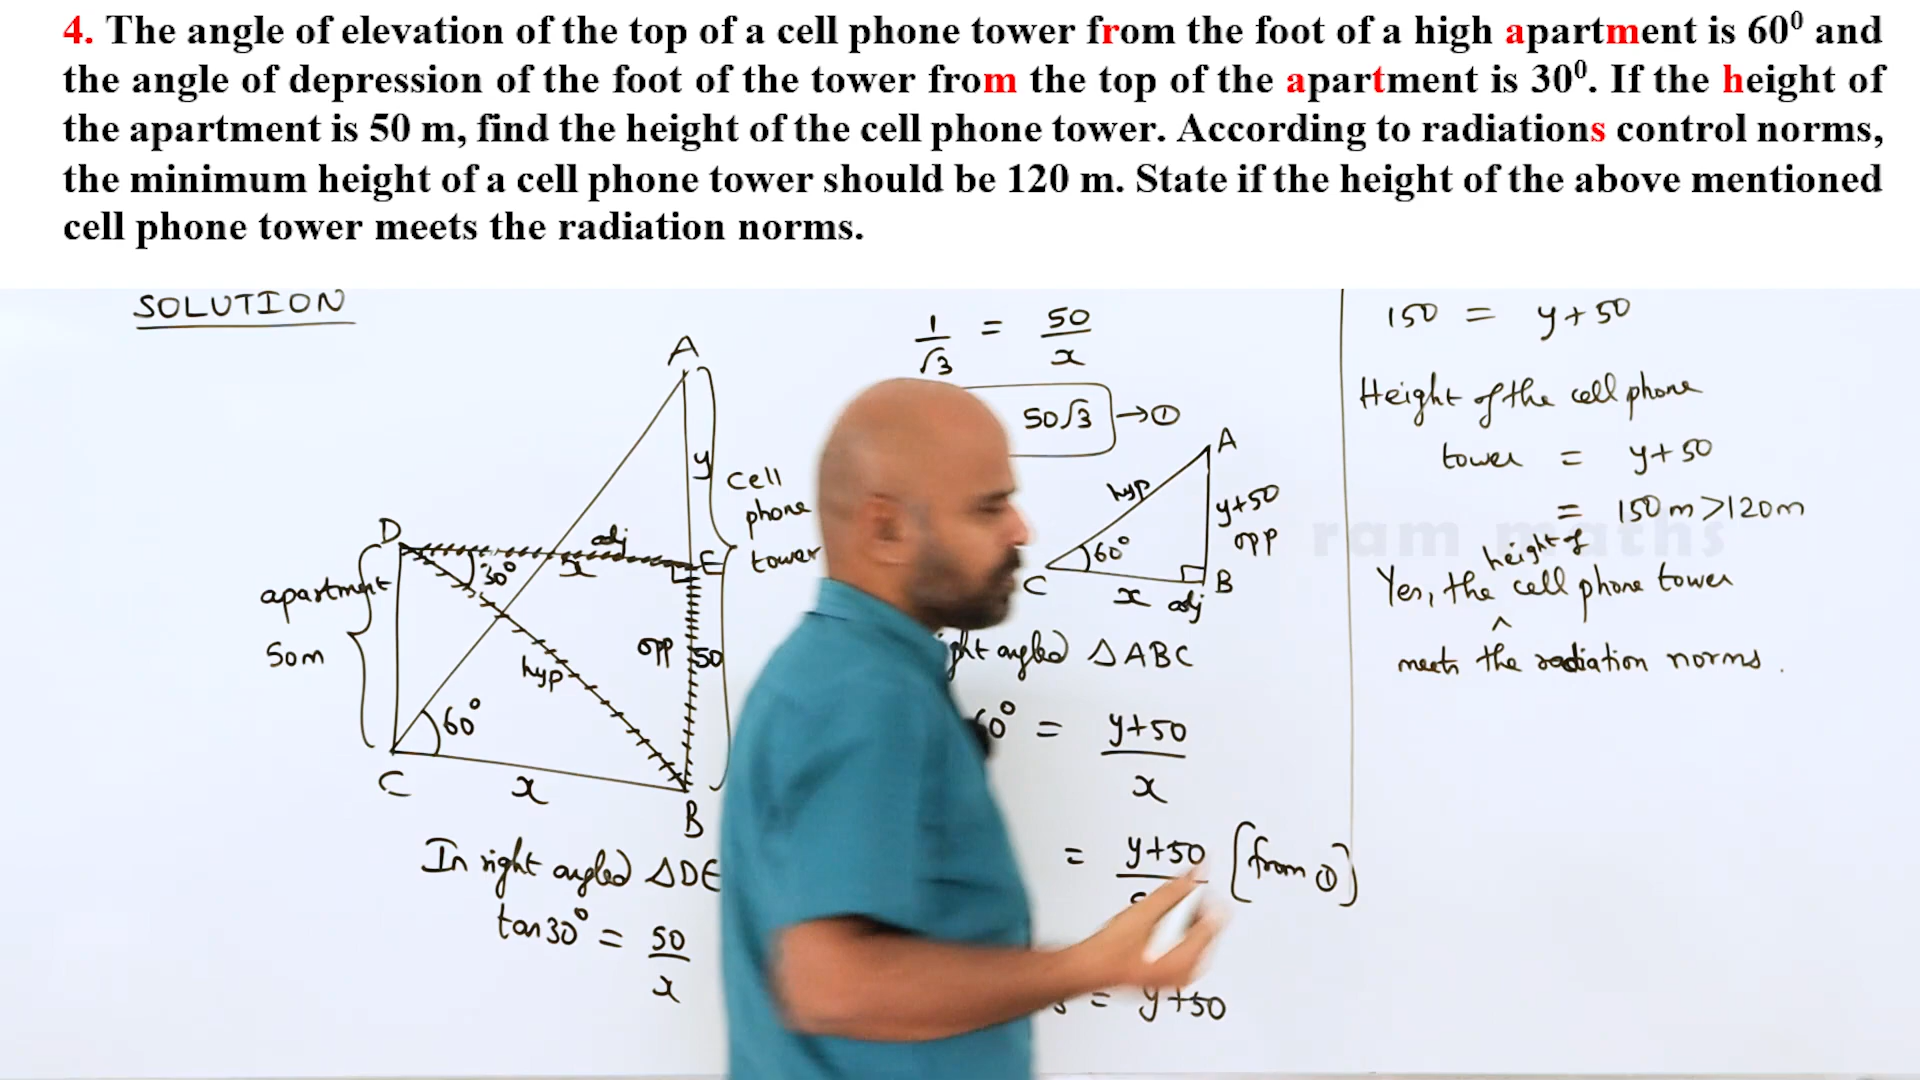 4. The angle of elevation of the top of a cell phone tower from the foot of a high apartment is 60⁰ and
the angle of depression of the foot of the tower from the top of the apartment is 30⁰. If the height of
the apartment is 50 m, find the height of the cell phone tower. According to radiations control norms,
the minimum height of a cell phone tower should be 120 m. State if the height of the above mentioned
cell phone tower meets the radiation norms.
SOLUTION
A
y
cell
phone
tower
D
adj
30°
x
E
apartment
50m
opp
50
hyp
60°
C
x
B
In right angled ΔDE
tan30° = 50/x
1/√3 = 50/x
50√3 → ①
A
hyp
y+50
opp
60°
C
x
adj
B
ght angled ΔABC
60° = y+50/x
= y+50 [from ①]
= y+50
150 = y+50
Height of the cell phone
tower = y+50
= 150m > 120m
ram maths
height of
Yes, the ^ cell phone tower
meets the radiation norms.